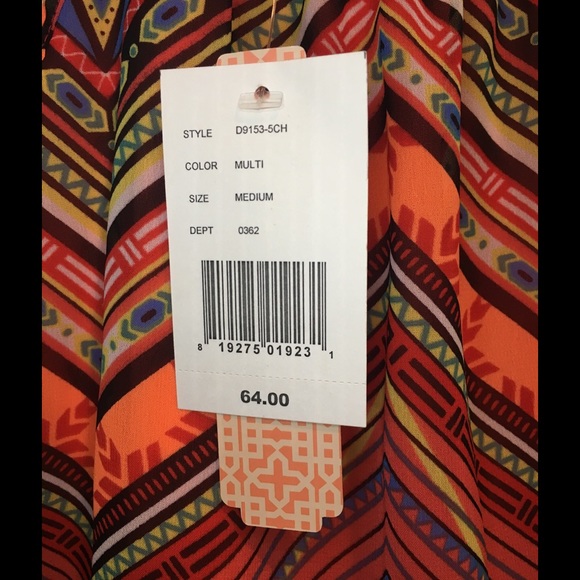 STYLE D9153-5CH
COLOR MULTI
SIZE MEDIUM
DEPT 0362
8 19275 01923 1
64.00